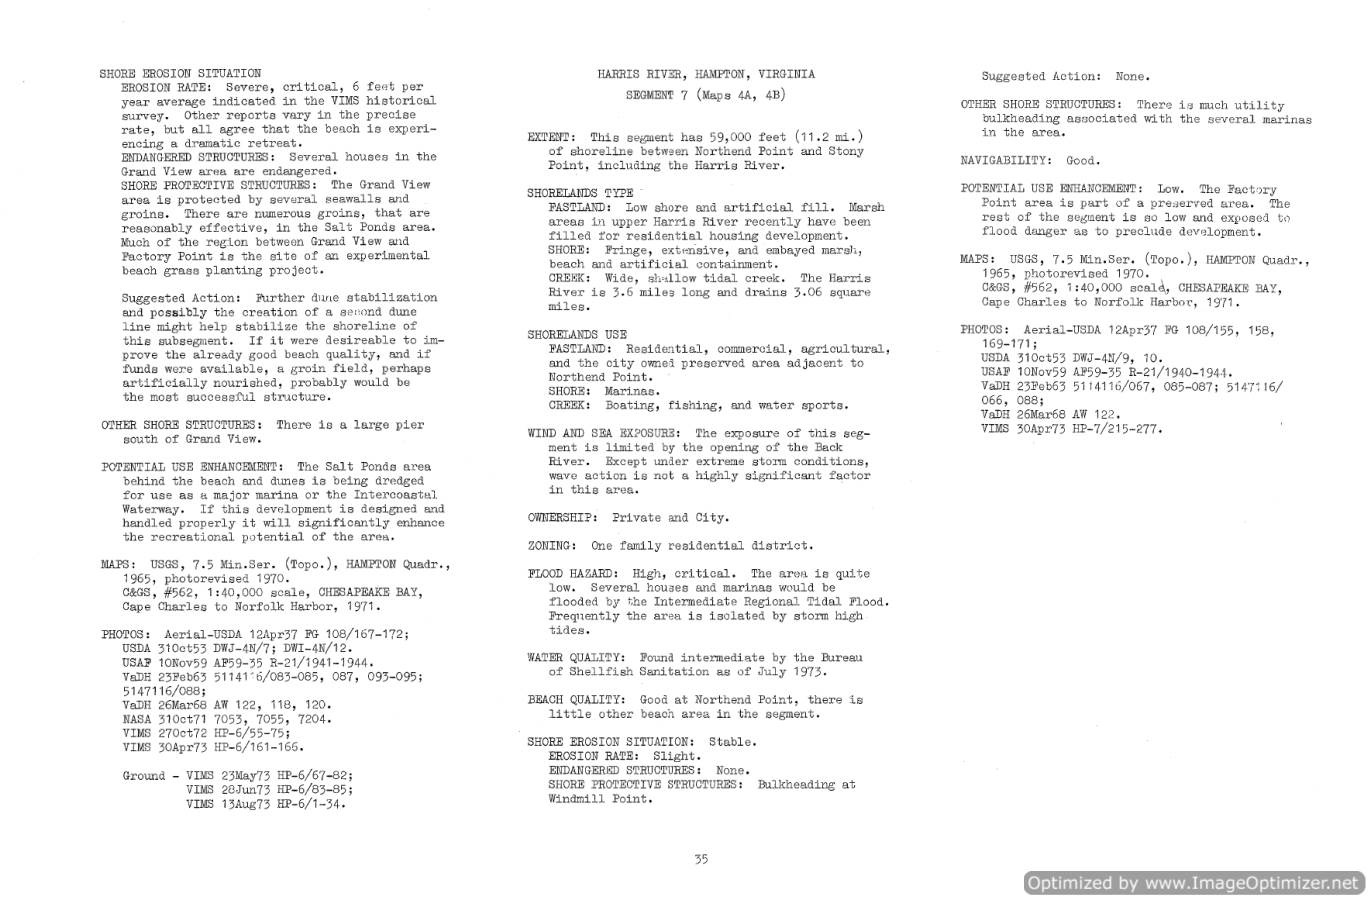 SHORE EROSION SITUATION
EROSION RATE: Severe, critical, 6 feet per
year average indicated in the VIMS historical
survey. Other reports vary in the precise
rate, but all agree that the beach is experi-
encing a dramatic retreat.
ENDANGERED STRUCTURES: Several houses in the
Grand View area are endangered.
SHORE PROTECTIVE STRUCTURES: The Grand View
area is protected by several seawalls and
groins. There are numerous groins, that are
reasonably effective, in the Salt Ponds area.
Much of the region between Grand View and
Factory Point is the site of an experimental
beach grass planting project.
Suggested Action: Further dune stabilization
and possibly the creation of a second dune
line might help stabilize the shoreline of
this subsegment. If it were desireable to im-
prove the already good beach quality, and if
funds were available, a groin field, perhaps
artificially nourished, probably would be
the most successful structure.
OTHER SHORE STRUCTURES: There is a large pier
south of Grand View.
POTENTIAL USE ENHANCEMENT: The Salt Ponds area
behind the beach and dunes is being dredged
for use as a major marina or the Intercoastal
Waterway. If this development is designed and
handled properly it will significantly enhance
the recreational potential of the area.
MAPS: USGS, 7.5 Min.Ser. (Topo.), HAMPTON Quadr.,
1965, photorevised 1970.
C&GS, #562, 1:40,000 scale, CHESAPEAKE BAY,
Cape Charles to Norfolk Harbor, 1971.
PHOTOS: Aerial-USDA 12Apr37 FG 108/167-172;
USDA 31Oct53 DWJ-4N/7; DWI-4N/12.
USAF 10Nov59 AF59-35 R-21/1941-1944.
VaDH 23Feb63 5114116/083-085, 087, 093-095;
5147116/088;
VaDH 26Mar68 AW 122, 118, 120.
NASA 31Oct71 7053, 7055, 7204.
VIMS 27Oct72 HP-6/55-75;
VIMS 30Apr73 HP-6/161-166.
Ground - VIMS 23May73 HP-6/67-82;
VIMS 28Jun73 HP-6/83-85;
VIMS 13Aug73 HP-6/1-34.
HARRIS RIVER, HAMPTON, VIRGINIA
SEGMENT 7 (Maps 4A, 4B)
EXTENT: This segment has 59,000 feet (11.2 mi.)
of shoreline between Northend Point and Stony
Point, including the Harris River.
SHORELANDS TYPE
FASTLAND: Low shore and artificial fill. Marsh
areas in upper Harris River recently have been
filled for residential housing development.
SHORE: Fringe, extensive, and embayed marsh,
beach and artificial containment.
CREEK: Wide, shallow tidal creek. The Harris
River is 3.6 miles long and drains 3.06 square
miles.
SHORELANDS USE
FASTLAND: Residential, commercial, agricultural,
and the city owned preserved area adjacent to
Northend Point.
SHORE: Marinas.
CREEK: Boating, fishing, and water sports.
WIND AND SEA EXPOSURE: The exposure of this seg-
ment is limited by the opening of the Back
River. Except under extreme storm conditions,
wave action is not a highly significant factor
in this area.
OWNERSHIP: Private and City.
ZONING: One family residential district.
FLOOD HAZARD: High, critical. The area is quite
low. Several houses and marinas would be
flooded by the Intermediate Regional Tidal Flood.
Frequently the area is isolated by storm high
tides.
WATER QUALITY: Found intermediate by the Bureau
of Shellfish Sanitation as of July 1973.
BEACH QUALITY: Good at Northend Point, there is
little other beach area in the segment.
SHORE EROSION SITUATION: Stable.
EROSION RATE: Slight.
ENDANGERED STRUCTURES: None.
SHORE PROTECTIVE STRUCTURES: Bulkheading at
Windmill Point.
Suggested Action: None.
OTHER SHORE STRUCTURES: There is much utility
bulkheading associated with the several marinas
in the area.
NAVIGABILITY: Good.
POTENTIAL USE ENHANCEMENT: Low. The Factory
Point area is part of a preserved area. The
rest of the segment is so low and exposed to
flood danger as to preclude development.
MAPS: USGS, 7.5 Min.Ser. (Topo.), HAMPTON Quadr.,
1965, photorevised 1970.
C&GS, #562, 1:40,000 scale, CHESAPEAKE BAY,
Cape Charles to Norfolk Harbor, 1971.
PHOTOS: Aerial-USDA 12Apr37 FG 108/155, 158,
169-171;
USDA 31Oct53 DWJ-4N/9, 10.
USAF 10Nov59 AF59-35 R-21/1940-1944.
VaDH 23Feb63 5114116/067, 085-087; 5147116/
066, 088;
VaDH 26Mar68 AW 122.
VIMS 30Apr73 HP-7/215-277.
35
Optimized by www.ImageOptimizer.net